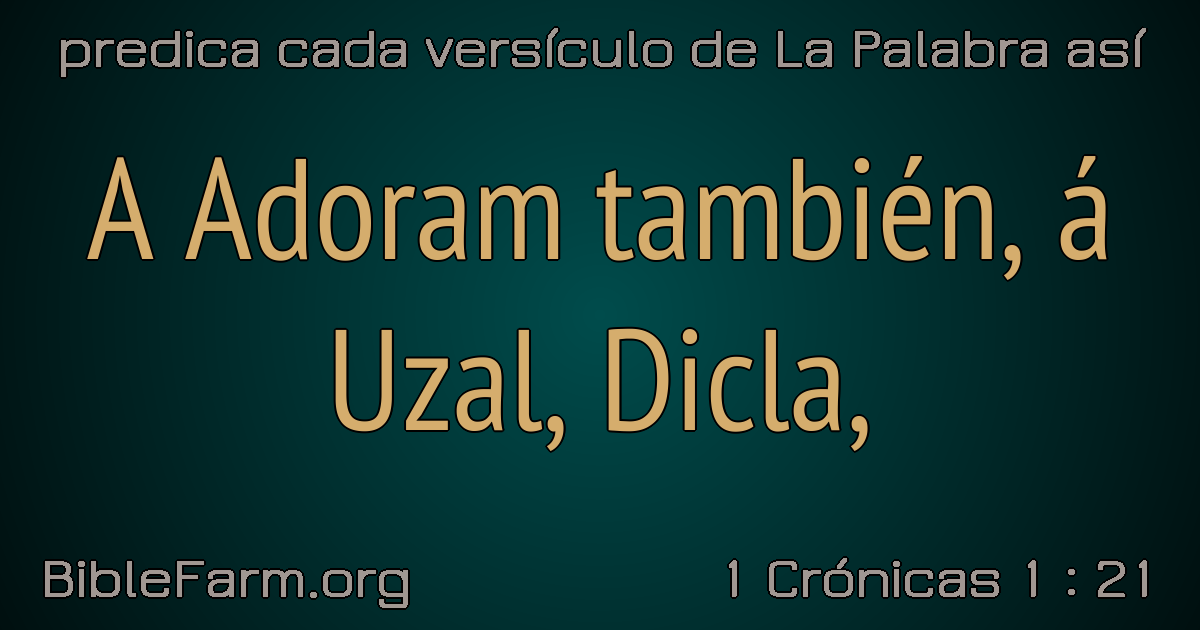 predica cada versículo de La Palabra así
A Adoram también, á
Uzal, Dicla,
BibleFarm.org
1 Crónicas 1 : 21